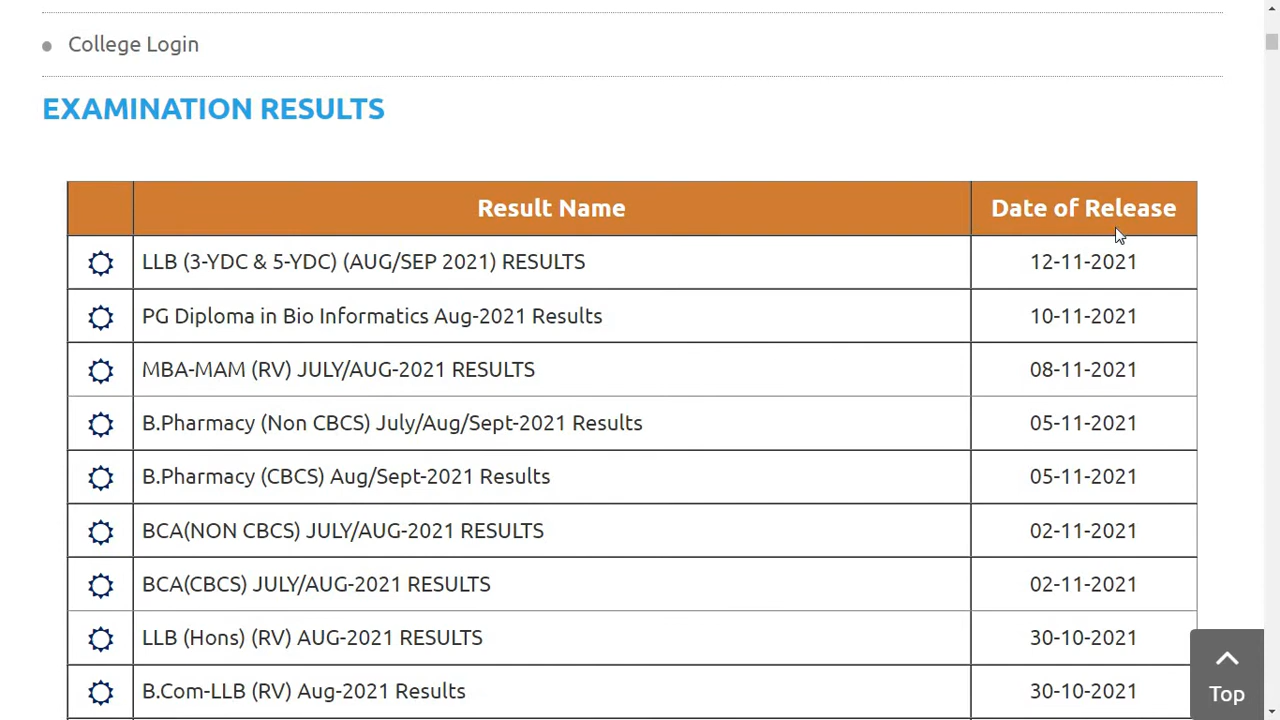 College Login
EXAMINATION RESULTS
Result Name Date of Release
LLB (3-YDC & 5-YDC) (AUG/SEP 2021) RESULTS 12-11-2021
PG Diploma in Bio Informatics Aug-2021 Results 10-11-2021
MBA-MAM (RV) JULY/AUG-2021 RESULTS 08-11-2021
B.Pharmacy (Non CBCS) July/Aug/Sept-2021 Results 05-11-2021
B.Pharmacy (CBCS) Aug/Sept-2021 Results 05-11-2021
BCA(NON CBCS) JULY/AUG-2021 RESULTS 02-11-2021
BCA(CBCS) JULY/AUG-2021 RESULTS 02-11-2021
LLB (Hons) (RV) AUG-2021 RESULTS 30-10-2021
B.Com-LLB (RV) Aug-2021 Results 30-10-2021
Top